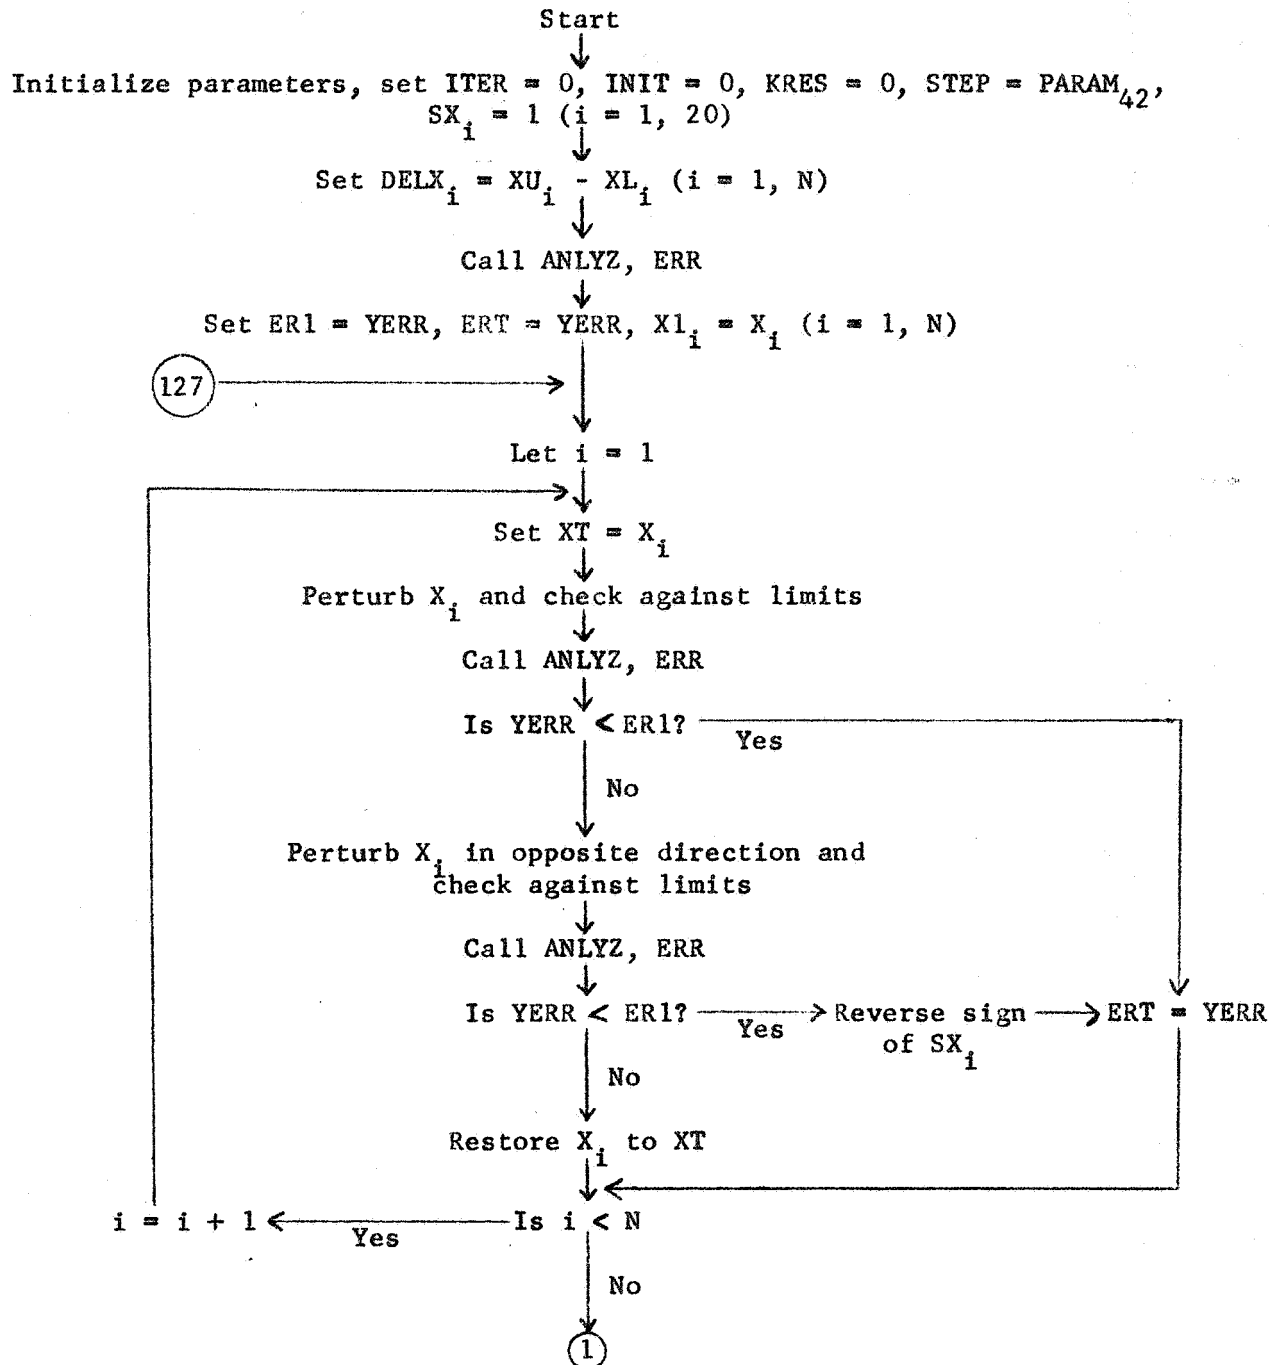 Start
Initialize parameters, set ITER = 0, INIT = 0, KRES = 0, STEP = PARAM42,
SXi = 1 (i = 1, 20)
Set DELXi = XUi - XLi (i = 1, N)
Call ANLYZ, ERR
Set ER1 = YERR, ERT = YERR, X1i = Xi (i = 1, N)
127
Let i = 1
Set XT = Xi
Perturb Xi and check against limits
Call ANLYZ, ERR
Is YERR < ER1?
Yes
No
Perturb Xi in opposite direction and
check against limits
Call ANLYZ, ERR
Is YERR < ER1?
Yes
Reverse sign
of SXi
ERT = YERR
No
Restore Xi to XT
i = i + 1
Yes
Is i < N
No
1